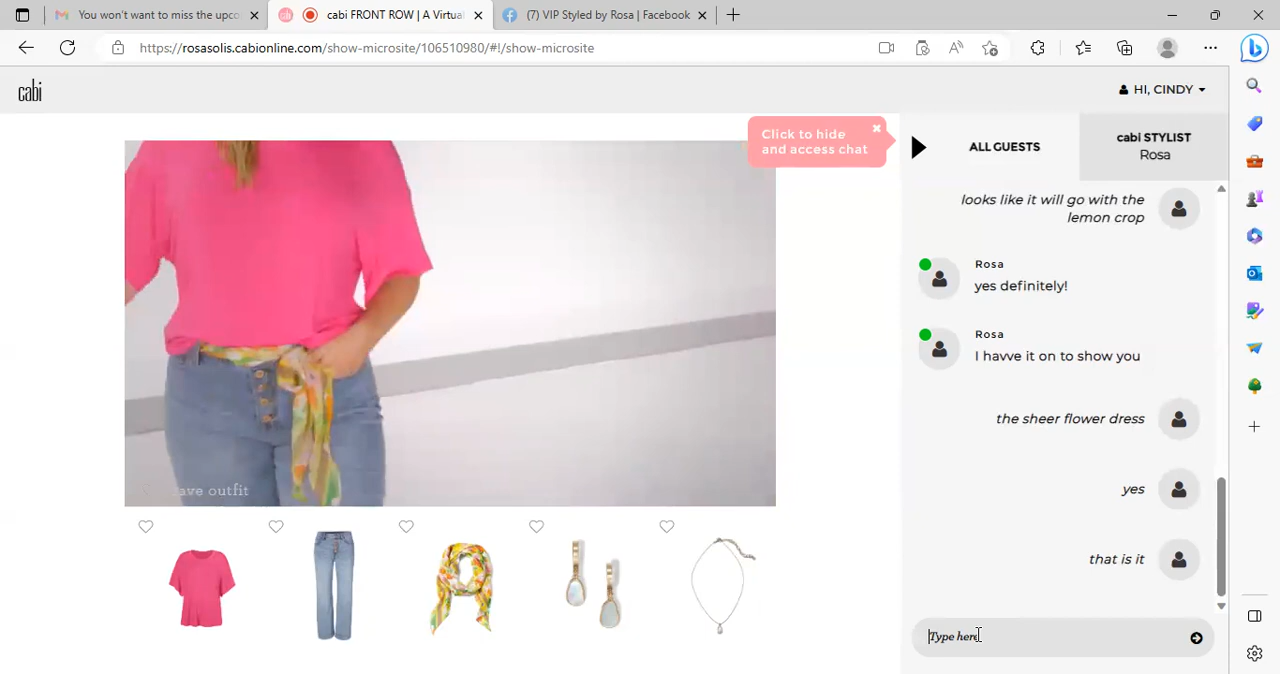 You won't want to miss the upco
cabi FRONT ROW | A Virtual
(7) VIP Styled by Rosa | Facebook
https://rosasolis.cabionline.com/show-microsite/106510980/#!/show-microsite
cabi
HI, CINDY
Click to hide
and access chat
ALL GUESTS
cabi STYLIST
Rosa
looks like it will go with the
lemon crop
Rosa
yes definitely!
Rosa
I havve it on to show you
the sheer flower dress
yes
that is it
save outfit
Type here